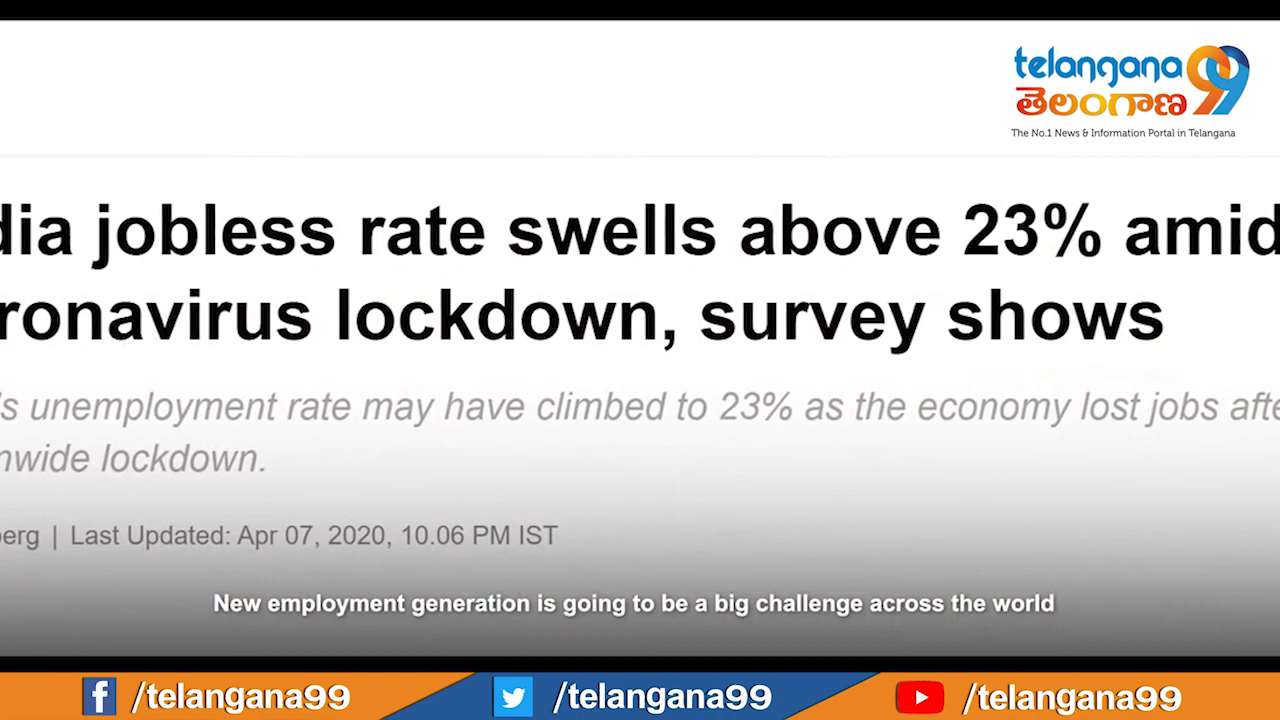 telangana99
తెలంగాణ
The No.1 News & Information Portal in Telangana
dia jobless rate swells above 23% amid
ronavirus lockdown, survey shows
's unemployment rate may have climbed to 23% as the economy lost jobs afte
nwide lockdown.
berg | Last Updated: Apr 07, 2020, 10.06 PM IST
New employment generation is going to be a big challenge across the world
/telangana99 /telangana99 /telangana99